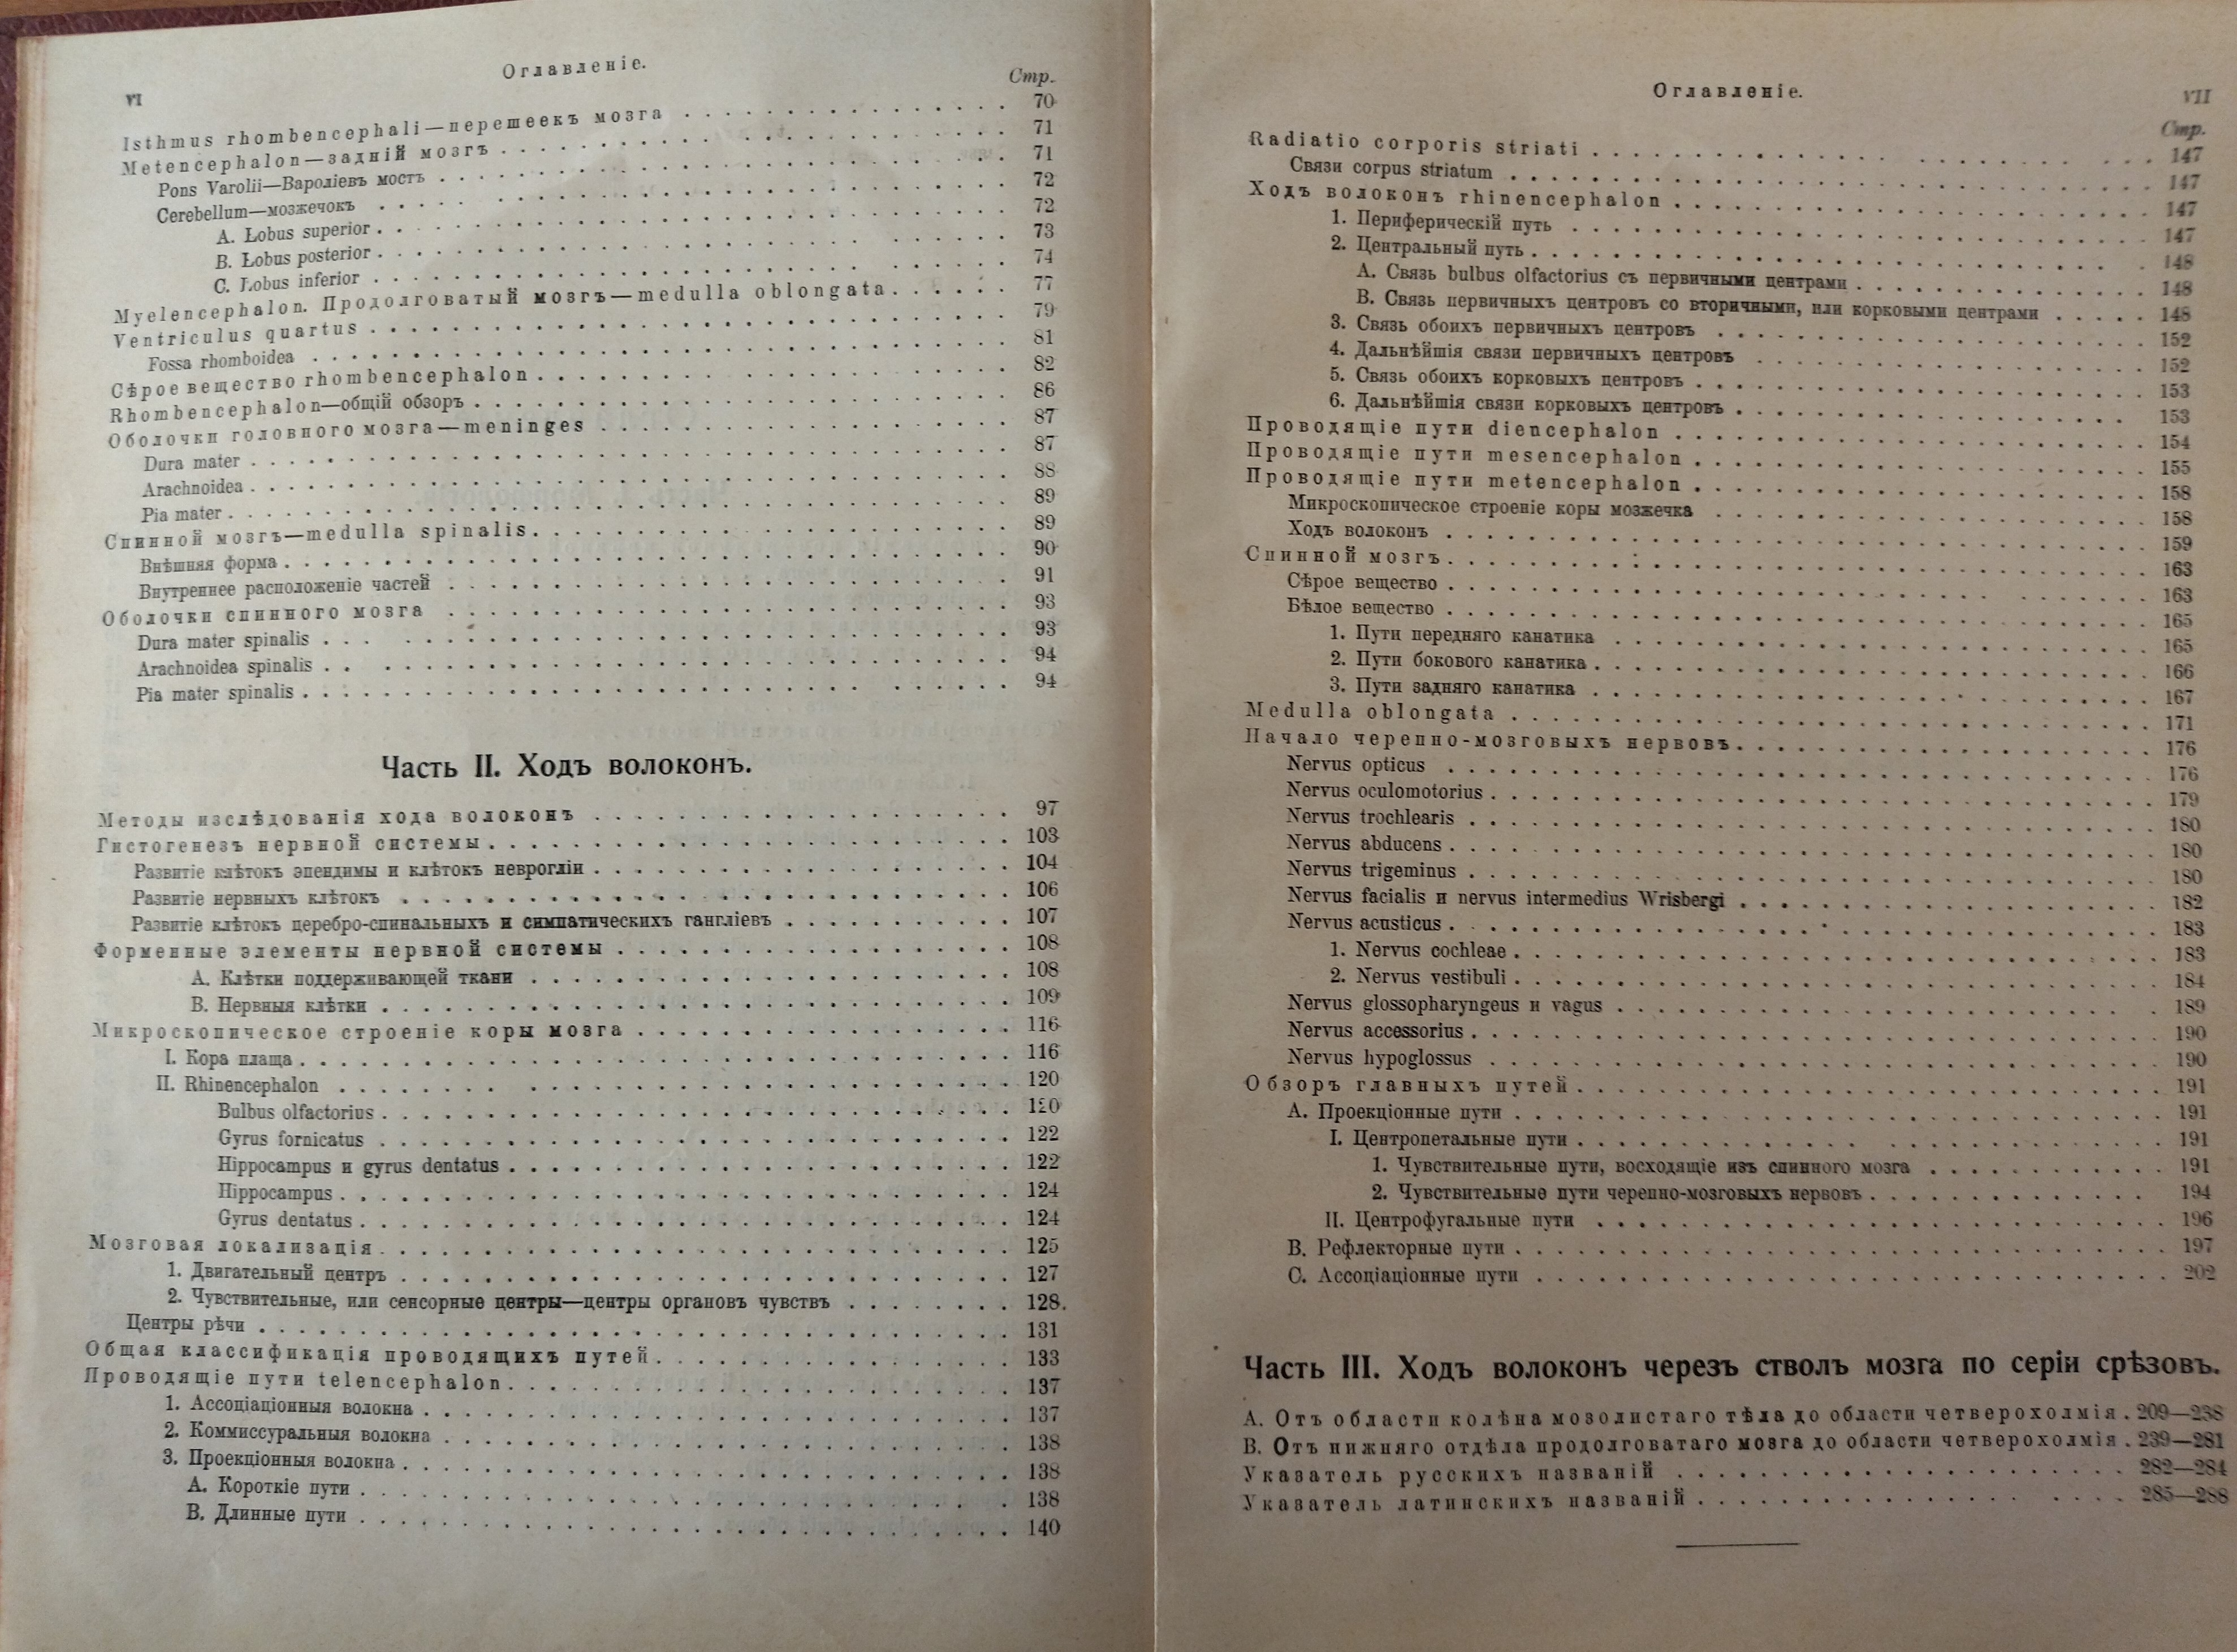 VI
Оглавленіе.
Стр.
Isthmus rhombencephali—перешеекъ мозга . . . 70
Metencephalon—задній мозгъ . . . 71
Pons Varolii—Вароліевъ мостъ . . . 71
Cerebellum—мозжечокъ . . . 72
A. Lobus superior . . . 72
B. Lobus posterior . . . 73
C. Lobus inferior . . . 74
Myelencephalon. Продолговатый мозгъ—medulla oblongata . . . 77
Ventriculus quartus . . . 79
Fossa rhomboidea . . . 81
Сѣрое вещество rhombencephalon . . . 82
Rhombencephalon—общій обзоръ . . . 86
Оболочки головного мозга—meninges . . . 87
Dura mater . . . 87
Arachnoidea . . . 88
Pia mater . . . 89
Спинной мозгъ—medulla spinalis . . . 89
Внѣшняя форма . . . 90
Внутреннее расположеніе частей . . . 91
Оболочки спинного мозга . . . 93
Dura mater spinalis . . . 93
Arachnoidea spinalis . . . 94
Pia mater spinalis . . . 94
Часть II. Ходъ волоконъ.
Методы изслѣдованія хода волоконъ . . . 97
Гистогенезъ нервной системы . . . 103
Развитіе клѣтокъ эпендимы и клѣтокъ неврогліи . . . 104
Развитіе нервныхъ клѣтокъ . . . 106
Развитіе клѣтокъ церебро-спинальныхъ и симпатическихъ гангліевъ . . . 107
Форменные элементы нервной системы . . . 108
А. Клѣтки поддерживающей ткани . . . 108
В. Нервныя клѣтки . . . 109
Микроскопическое строеніе коры мозга . . . 116
I. Кора плаща . . . 116
II. Rhinencephalon . . . 120
Bulbus olfactorius . . . 120
Gyrus fornicatus . . . 122
Hippocampus и gyrus dentatus . . . 122
Hippocampus . . . 124
Gyrus dentatus . . . 124
Мозговая локализація . . . 125
1. Двигательный центръ . . . 127
2. Чувствительные, или сенсорные центры—центры органовъ чувствъ . . . 128.
Центры рѣчи . . . 131
Общая классификація проводящихъ путей . . . 133
Проводящіе пути telencephalon . . . 137
1. Ассоціаціонныя волокна . . . 137
2. Коммиссуральныя волокна . . . 138
3. Проекціонныя волокна . . . 138
А. Короткіе пути . . . 138
В. Длинные пути . . . 140
Оглавленіе.
VII
Стр.
Radiatio corporis striati . . . 147
Связи corpus striatum . . . 147
Ходъ волоконъ rhinencephalon . . . 147
1. Периферическій путь . . . 147
2. Центральный путь . . . 148
А. Связь bulbus olfactorius съ первичными центрами . . . 148
В. Связь первичныхъ центровъ со вторичными, или корковыми центрами . . . 148
3. Связь обоихъ первичныхъ центровъ . . . 152
4. Дальнѣйшія связи первичныхъ центровъ . . . 152
5. Связь обоихъ корковыхъ центровъ . . . 153
6. Дальнѣйшія связи корковыхъ центровъ . . . 153
Проводящіе пути diencephalon . . . 154
Проводящіе пути mesencephalon . . . 155
Проводящіе пути metencephalon . . . 158
Микроскопическое строеніе коры мозжечка . . . 158
Ходъ волоконъ . . . 159
Спинной мозгъ . . . 163
Сѣрое вещество . . . 163
Бѣлое вещество . . . 165
1. Пути передняго канатика . . . 165
2. Пути бокового канатика . . . 166
3. Пути задняго канатика . . . 167
Medulla oblongata . . . 171
Начало черепно-мозговыхъ нервовъ . . . 176
Nervus opticus . . . 176
Nervus oculomotorius . . . 179
Nervus trochlearis . . . 180
Nervus abducens . . . 180
Nervus trigeminus . . . 180
Nervus facialis и nervus intermedius Wrisbergi . . . 182
Nervus acusticus . . . 183
1. Nervus cochleae . . . 183
2. Nervus vestibuli . . . 184
Nervus glossopharyngeus и vagus . . . 189
Nervus accessorius . . . 190
Nervus hypoglossus . . . 190
Обзоръ главныхъ путей . . . 191
А. Проекціонные пути . . . 191
I. Центропетальные пути . . . 191
1. Чувствительные пути, восходящіе изъ спинного мозга . . . 191
2. Чувствительные пути черепно-мозговыхъ нервовъ . . . 194
II. Центрофугальные пути . . . 196
В. Рефлекторные пути . . . 197
С. Ассоціаціонные пути . . . 202
Часть III. Ходъ волоконъ черезъ стволъ мозга по серіи срѣзовъ.
А. Отъ области колѣна мозолистаго тѣла до области четверохолмія . 209—238
В. Отъ нижняго отдѣла продолговатаго мозга до области четверохолмія . 239—281
Указатель русскихъ названій . . . 282—284
Указатель латинскихъ названій . . . 285—288